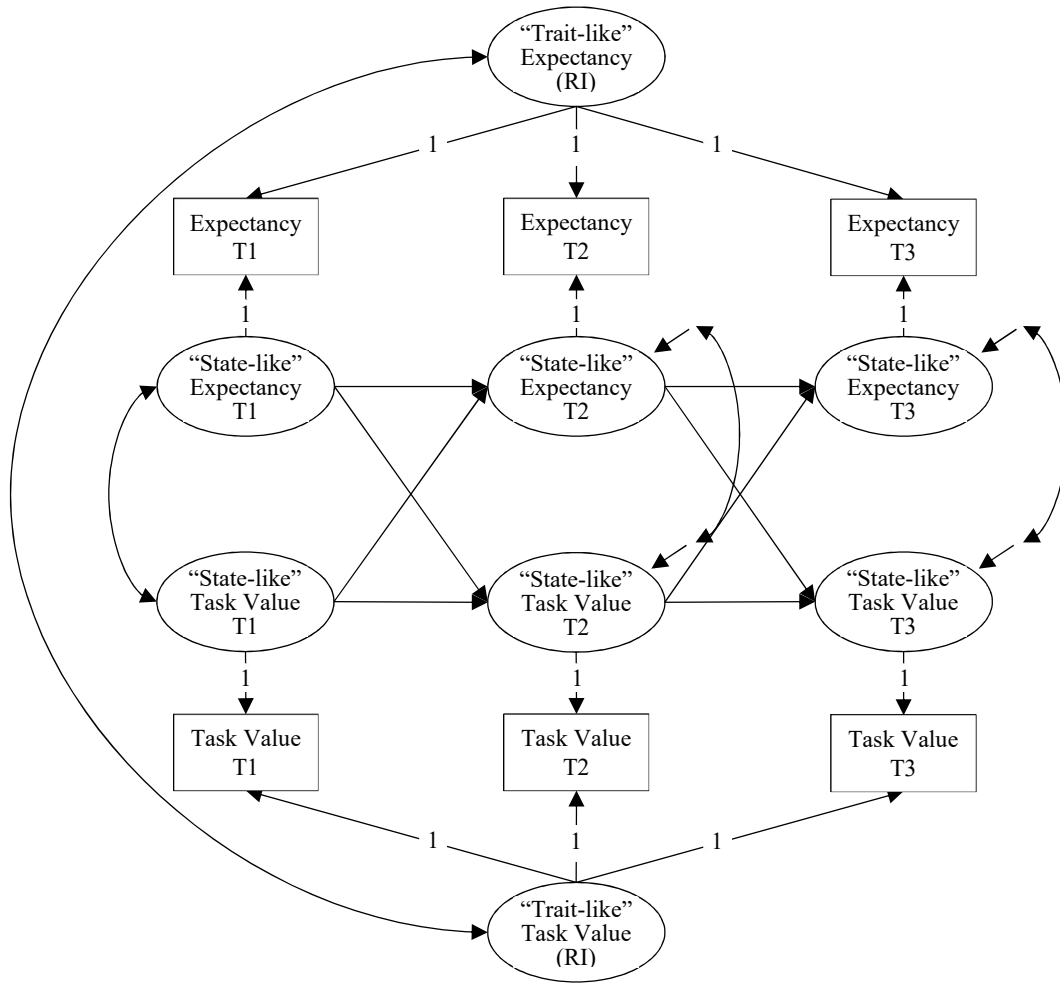 “Trait-like”
Expectancy
(RI)
1
1
1
Expectancy
T1
Expectancy
T2
Expectancy
T3
1
1
1
“State-like”
Expectancy
T1
“State-like”
Expectancy
T2
“State-like”
Expectancy
T3
“State-like”
Task Value
T1
“State-like”
Task Value
T2
“State-like”
Task Value
T3
1
1
1
Task Value
T1
Task Value
T2
Task Value
T3
1
1
1
“Trait-like”
Task Value
(RI)